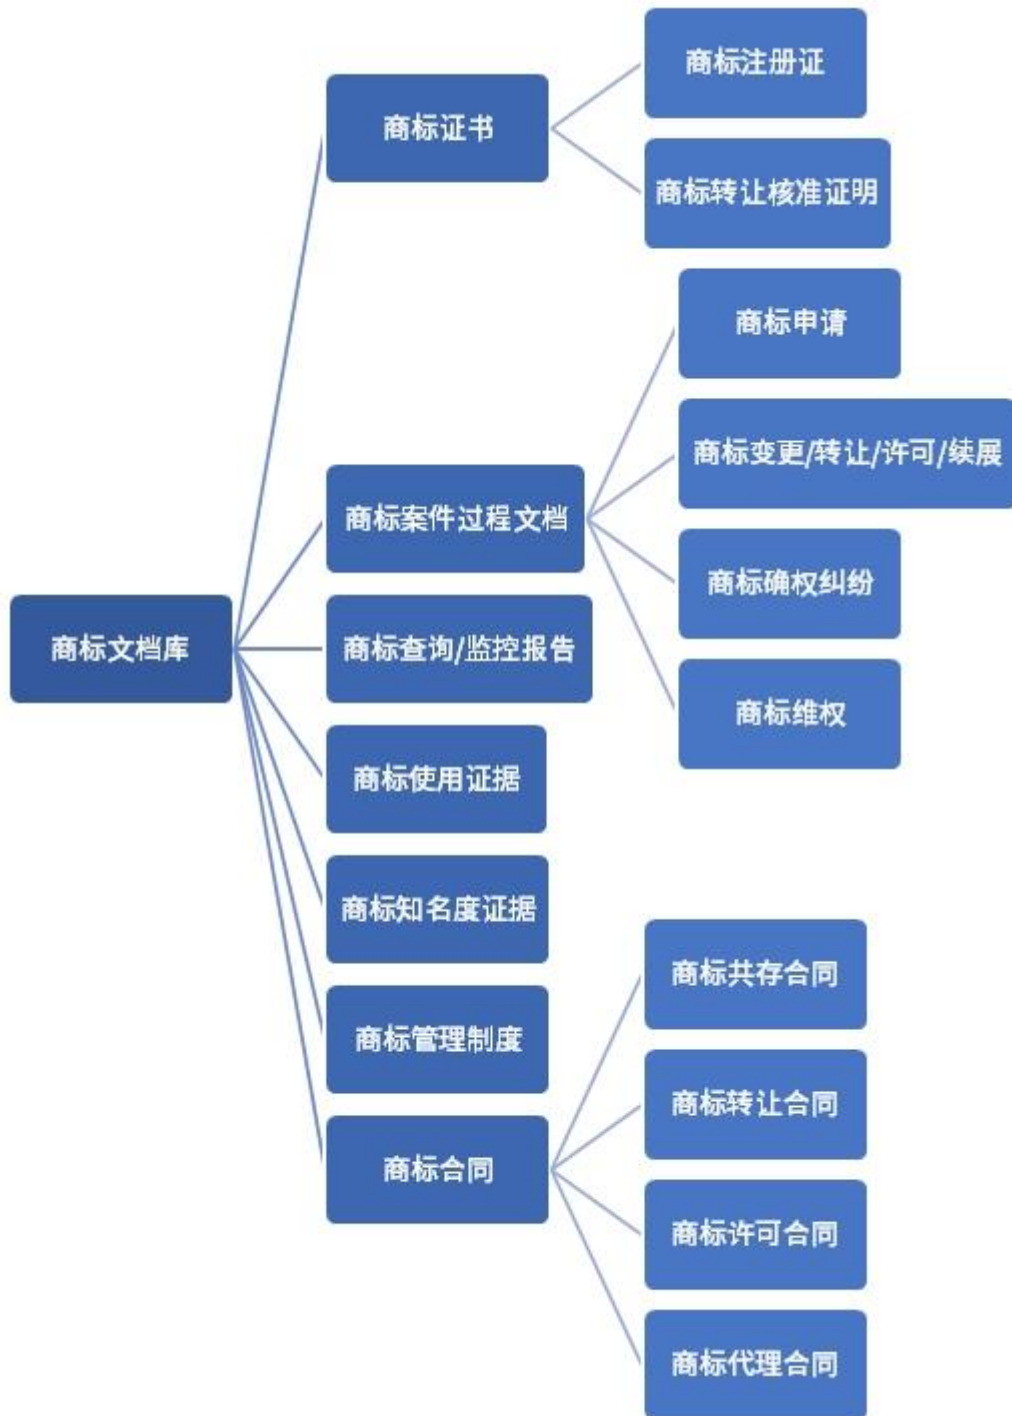 商标文档库
商标证书
商标注册证
商标转让核准证明
商标案件过程文档
商标申请
商标变更/转让/许可/续展
商标确权纠纷
商标维权
商标查询/监控报告
商标使用证据
商标知名度证据
商标管理制度
商标合同
商标共存合同
商标转让合同
商标许可合同
商标代理合同